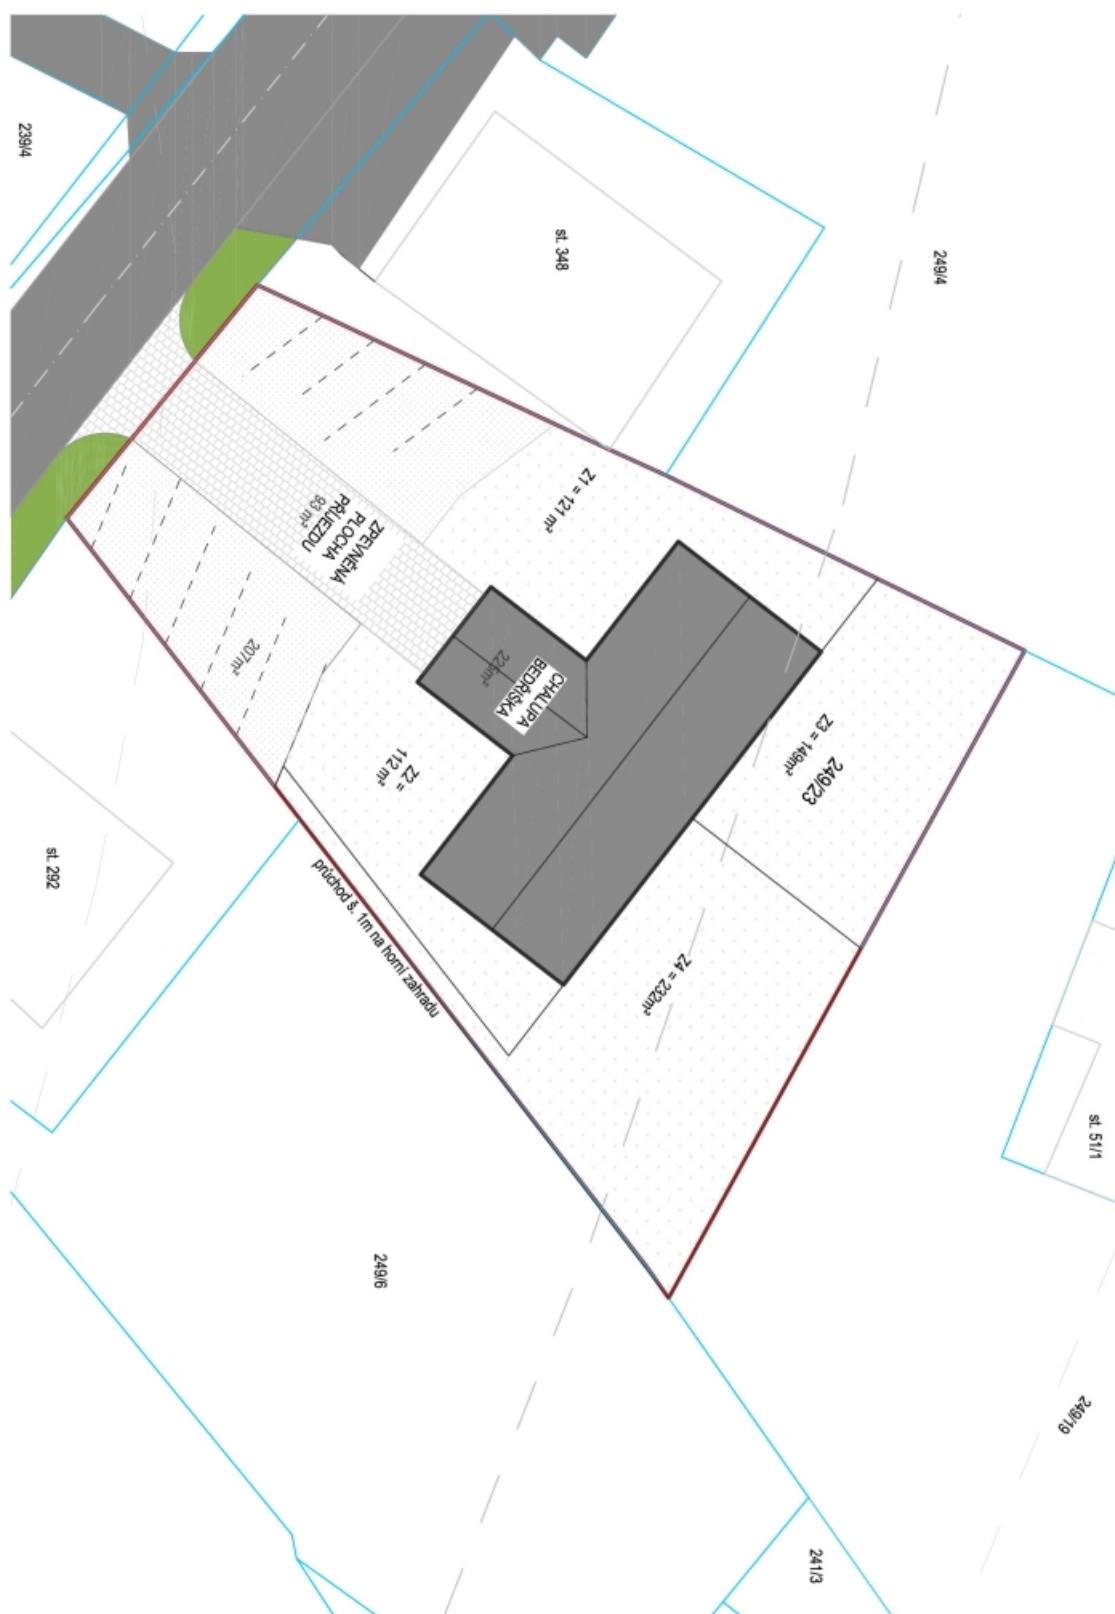 239/4
st. 348
249/4
Z1 = 121 m²
ZPEVNĚNÁ
PLOCHA
PŘÍJEZDU
93 m²
207m²
CHALUPA
BEDŘIŠKA
Z2 =
112 m²
Z3 = 149m²
249/23
Z4 = 232m²
průchod š. 1m na horní zahradu
st. 292
st. 51/1
249/6
249/19
241/3